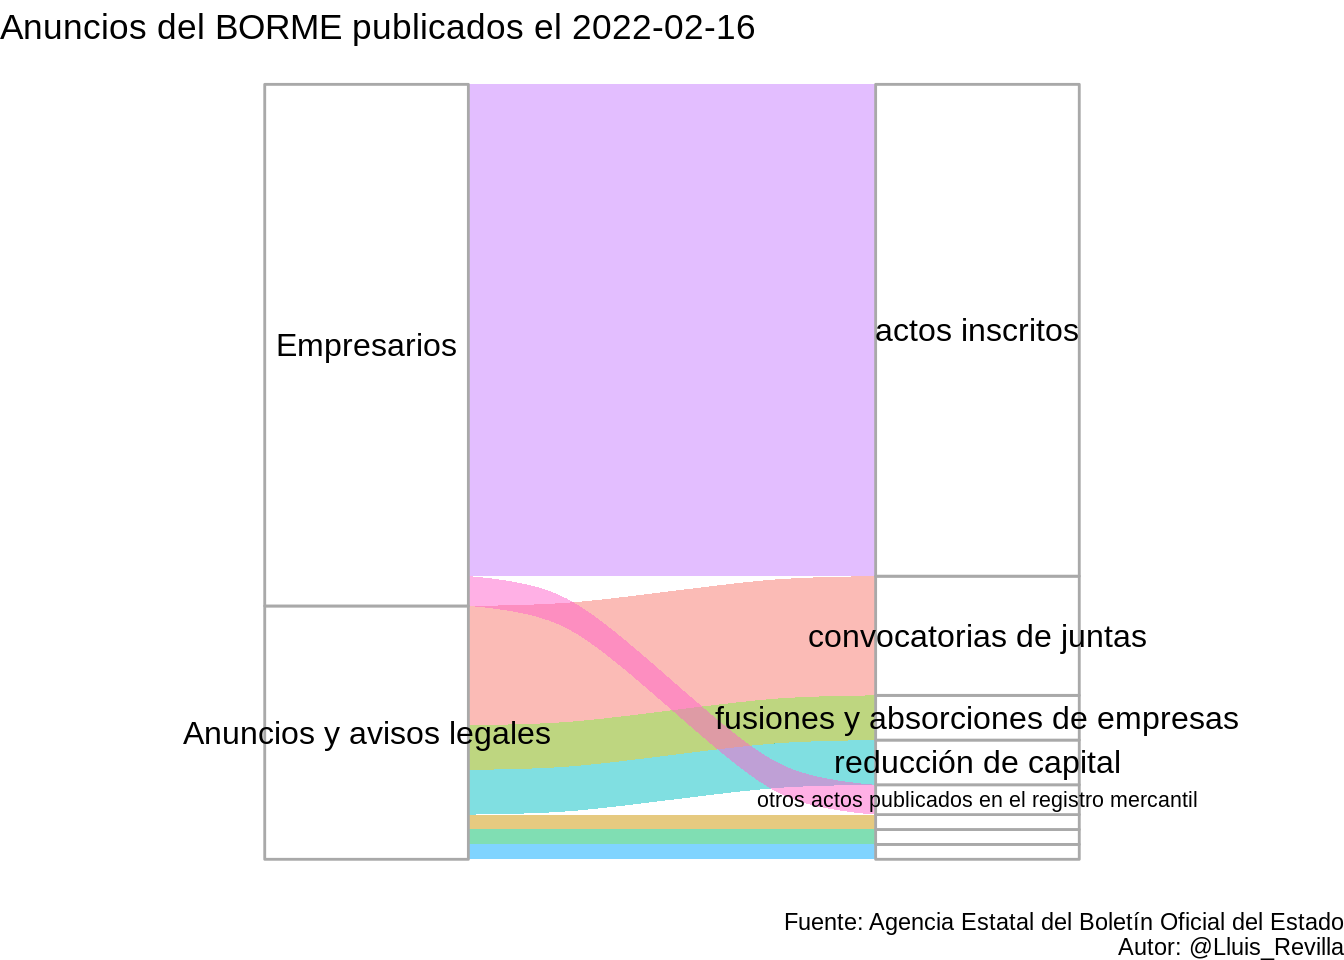 Anuncios del BORME publicados el 2022-02-16
Empresarios
actos inscritos
convocatorias de juntas
Anuncios y avisos legales
fusiones y absorciones de empresas
reducción de capital
otros actos publicados en el registro mercantil
Fuente: Agencia Estatal del Boletín Oficial del Estado
Autor: @Lluis_Revilla